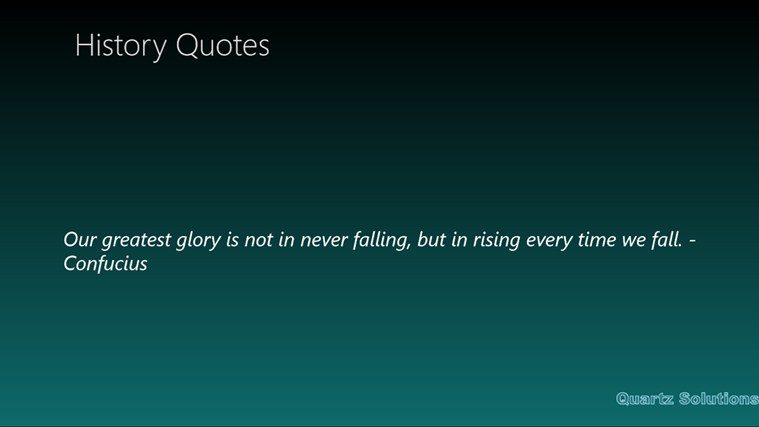 History Quotes
Our greatest glory is not in never falling, but in rising every time we fall. -
Confucius
Quartz Solutions